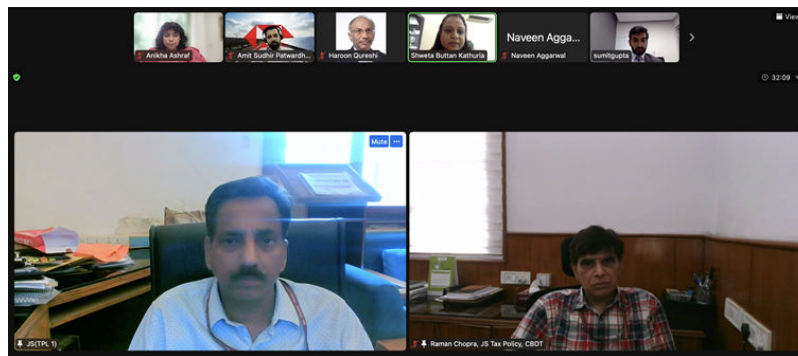 View
Anikha Ashraf
Amit Sudhir Patwardh...
Haroon Qureshi
Shweta Buttan Kathuria
Naveen Agga...
Naveen Aggarwal
sumitgupta
32:09
Mute
JS(TPL 1)
Raman Chopra, JS Tax Policy, CBDT